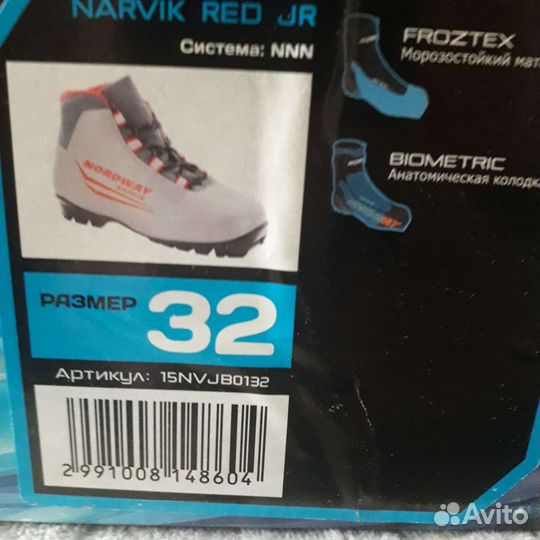 NARVIK RED JR
Система: NNN
FROZTEX
Морозостойкий мат
BIOMETRIC
Анатомическая колодка
NORDWAY
РАЗМЕР 32
Артикул: 15NVJB0132
2 991008 148604
Avito